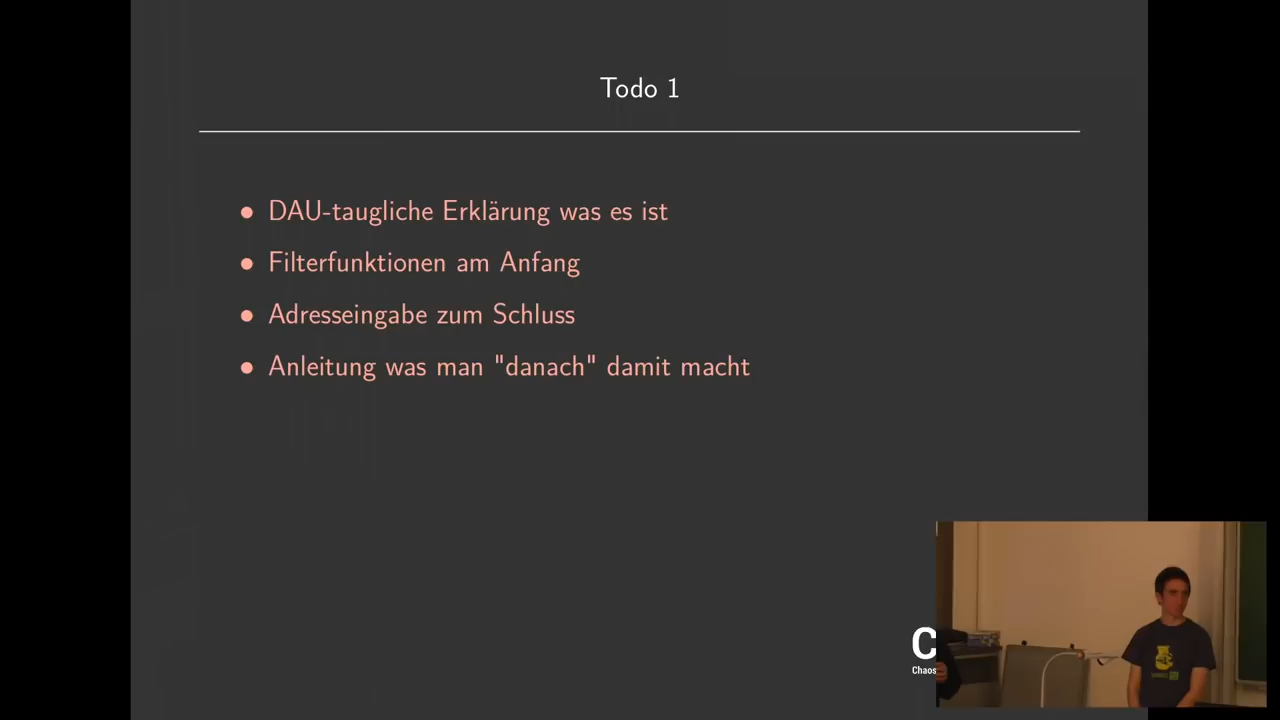 Todo 1
• DAU-taugliche Erklärung was es ist
• Filterfunktionen am Anfang
• Adresseingabe zum Schluss
• Anleitung was man "danach" damit macht
C
Chaos